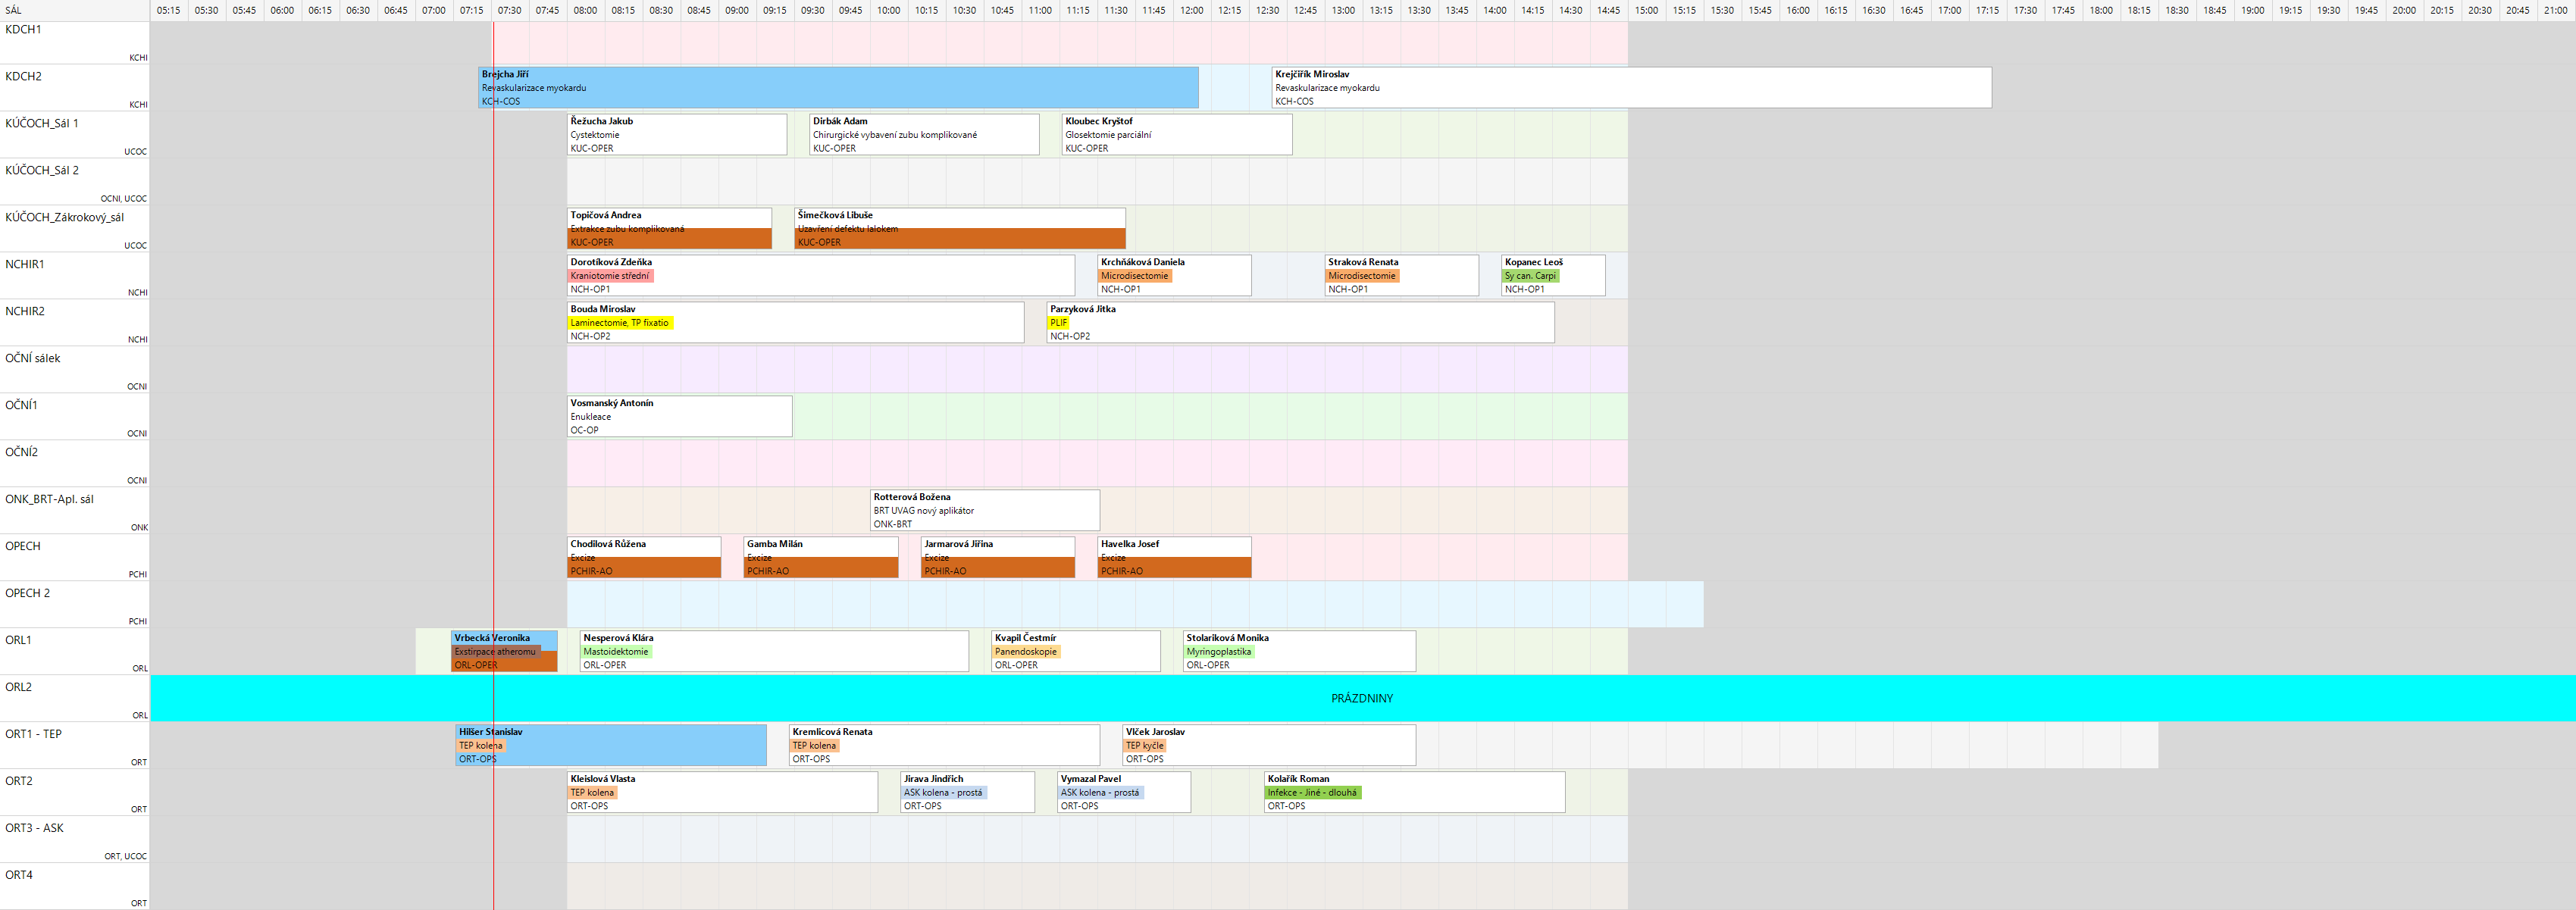 SÁL 05:15 05:30 05:45 06:00 06:15 06:30 06:45 07:00 07:15 07:30 07:45 08:00 08:15 08:30 08:45 09:00 09:15 09:30 09:45 10:00 10:15 10:30 10:45 11:00 11:15 11:30 11:45 12:00 12:15 12:30 12:45 13:00 13:15 13:30 13:45 14:00 14:15 14:30 14:45 15:00 15:15 15:30 15:45 16:00 16:15 16:30 16:45 17:00 17:15 17:30 17:45 18:00 18:15 18:30 18:45 19:00 19:15 19:30 19:45 20:00 20:15 20:30 20:45 21:00
KDCH1
KCHI
KDCH2
KCHI
Brejcha Jiří
Revaskularizace myokardu
KCH-COS
Krejčiřík Miroslav
Revaskularizace myokardu
KCH-COS
KÚČOCH_Sál 1
UCOC
Řežucha Jakub
Cystektomie
KUC-OPER
Dirbák Adam
Chirurgické vybavení zubu komplikované
KUC-OPER
Kloubec Kryštof
Glosektomie parciální
KUC-OPER
KÚČOCH_Sál 2
OCNI, UCOC
KÚČOCH_Zákrokový_sál
UCOC
Topičová Andrea
Extrakce zubu komplikovaná
KUC-OPER
Šimečková Libuše
Uzavření defektu lalokem
KUC-OPER
NCHIR1
NCHI
Dorotíková Zdeňka
Kraniotomie střední
NCH-OP1
Krchňáková Daniela
Microdisectomie
NCH-OP1
Straková Renata
Microdisectomie
NCH-OP1
Kopanec Leoš
Sy can. Carpi
NCH-OP1
NCHIR2
NCHI
Bouda Miroslav
Laminectomie, TP fixatio
NCH-OP2
Parzyková Jitka
PLIF
NCH-OP2
OČNÍ sálek
OCNI
OČNÍ1
OCNI
Vosmanský Antonín
Enukleace
OC-OP
OČNÍ2
OCNI
ONK_BRT-Apl. sál
ONK
Rotterová Božena
BRT UVAG nový aplikátor
ONK-BRT
OPECH
PCHI
Chodilová Růžena
Excize
PCHIR-AO
Gamba Milán
Excize
PCHIR-AO
Jarmarová Jiřina
Excize
PCHIR-AO
Havelka Josef
Excize
PCHIR-AO
OPECH 2
PCHI
ORL1
ORL
Vrbecká Veronika
Exstirpace atheromu
ORL-OPER
Nesperová Klára
Mastoidektomie
ORL-OPER
Kvapil Čestmír
Panendoskopie
ORL-OPER
Stolariková Monika
Myringoplastika
ORL-OPER
ORL2
ORL
PRÁZDNINY
ORT1 - TEP
ORT
Hilšer Stanislav
TEP kolena
ORT-OPS
Kremlicová Renata
TEP kolena
ORT-OPS
Vlček Jaroslav
TEP kyčle
ORT-OPS
ORT2
ORT
Kleislová Vlasta
TEP kolena
ORT-OPS
Jirava Jindřich
ASK kolena - prostá
ORT-OPS
Vymazal Pavel
ASK kolena - prostá
ORT-OPS
Kolařík Roman
Infekce - Jiné - dlouhá
ORT-OPS
ORT3 - ASK
ORT, UCOC
ORT4
ORT